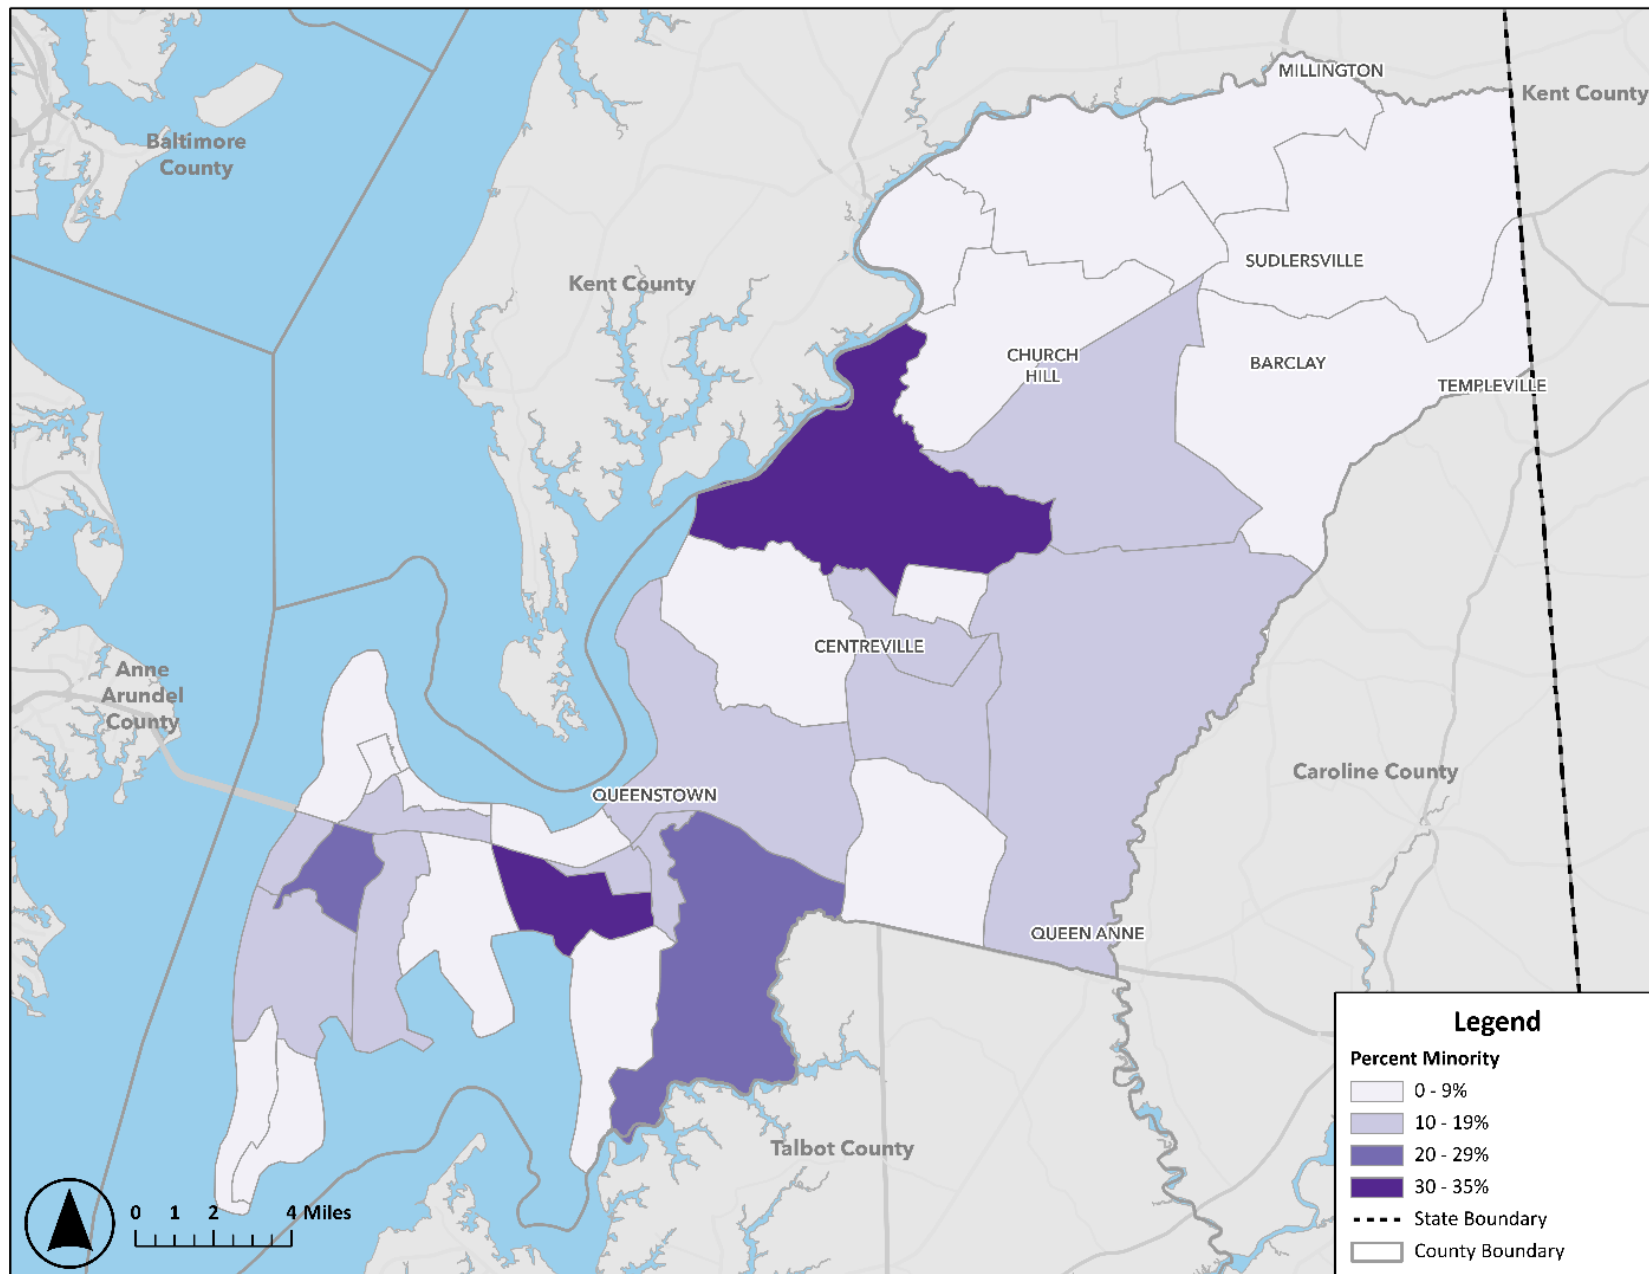 MILLINGTON
Kent County
Baltimore
County
SUDLERSVILLE
Kent County
CHURCH
HILL
BARCLAY
TEMPLEVILLE
CENTREVILLE
Anne
Arundel
County
Caroline County
QUEENSTOWN
QUEEN ANNE
Talbot County
0 1 2 4 Miles
Legend
Percent Minority
0 - 9%
10 - 19%
20 - 29%
30 - 35%
State Boundary
County Boundary